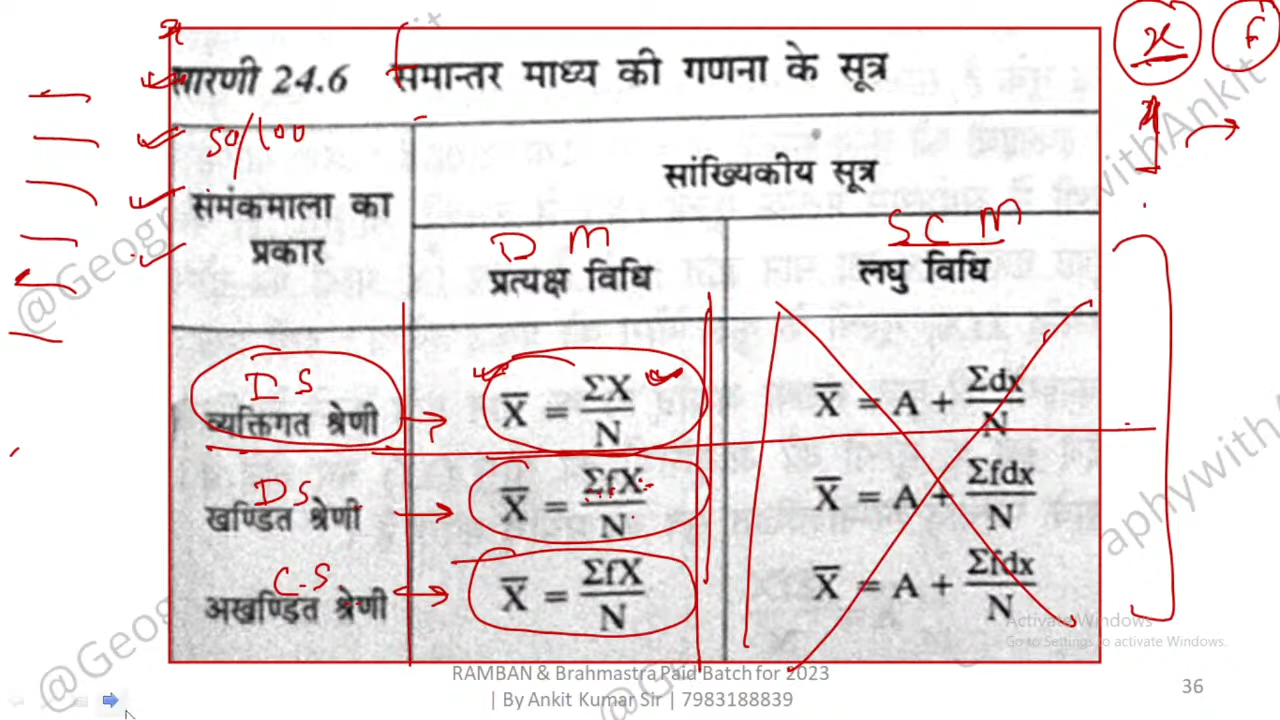 सारणी 24.6 समान्तर माध्य की गणना के सूत्र
x F
50/100
समंकमाला का
प्रकार
सांख्यिकीय सूत्र
D M
प्रत्यक्ष विधि
S C M
लघु विधि
I S
व्यक्तिगत श्रेणी
X̅ = ΣX/N
X̅ = A + Σdx/N
D S
खण्डित श्रेणी
X̅ = ΣfX/N
X̅ = A + Σfdx/N
C.S
अखण्डित श्रेणी
X̅ = ΣfX/N
X̅ = A + Σfdx/N
Activate Windows
Go to Settings to activate Windows.
RAMBAN & Brahmastra Paid Batch for 2023
| By Ankit Kumar Sir | 7983188839
36